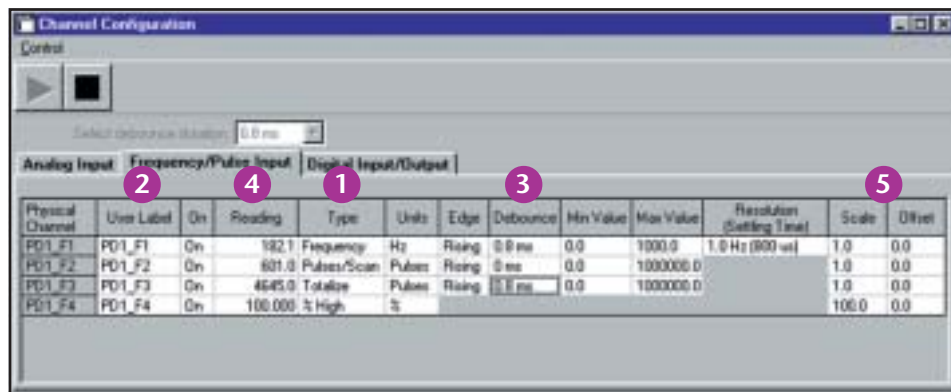 Channel Configuration
Control
Select debounce duration: 0.8 ms
Analog Input Frequency/Pulse Input Digital Input/Output
2 4 1 3 5
Physical Channel User Label On Reading Type Units Edge Debounce Min Value Max Value Resolution (Settling Time) Scale Offset
PD1_F1 PD1_F1 On 182.1 Frequency Hz Rising 0.8 ms 0.0 1000.0 1.0 Hz (800 us) 1.0 0.0
PD1_F2 PD1_F2 On 601.0 Pulses/Scan Pulses Rising 0 ms 0.0 1000000.0 1.0 0.0
PD1_F3 PD1_F3 On 4645.0 Totalize Pulses Rising 0.8 ms 0.0 1000000.0 1.0 0.0
PD1_F4 PD1_F4 On 100.000 % High % 100.0 0.0